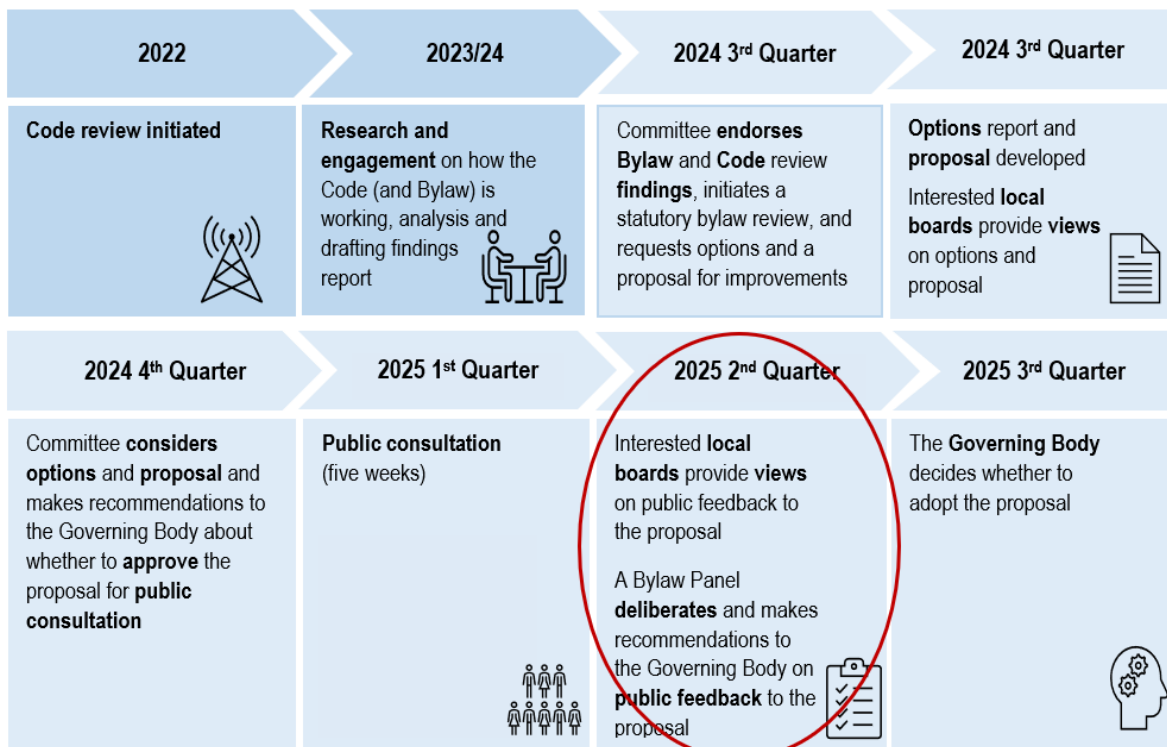 2022
2023/24
2024 3rd Quarter
2024 3rd Quarter
Code review initiated
Research and
engagement on how the
Code (and Bylaw) is
working, analysis and
drafting findings
report
Committee endorses
Bylaw and Code review
findings, initiates a
statutory bylaw review, and
requests options and a
proposal for improvements
Options report and
proposal developed
Interested local
boards provide views
on options and
proposal
2024 4th Quarter
2025 1st Quarter
2025 2nd Quarter
2025 3rd Quarter
Committee considers
options and proposal and
makes recommendations to
the Governing Body about
whether to approve the
proposal for public
consultation
Public consultation
(five weeks)
Interested local
boards provide views
on public feedback to
the proposal
A Bylaw Panel
deliberates and makes
recommendations to
the Governing Body on
public feedback to the
proposal
The Governing Body
decides whether to
adopt the proposal